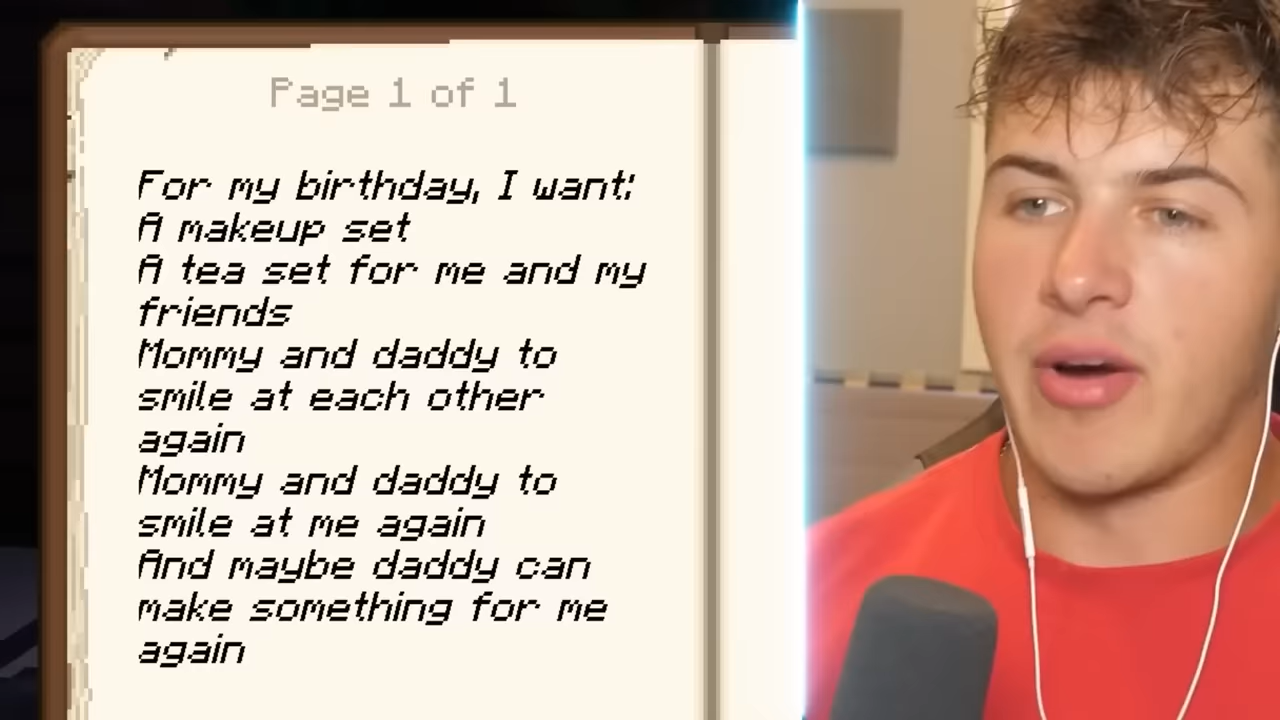 Page 1 of 1
For my birthday, I want:
A makeup set
A tea set for me and my
friends
Mommy and daddy to
smile at each other
again
Mommy and daddy to
smile at me again
And maybe daddy can
make something for me
again